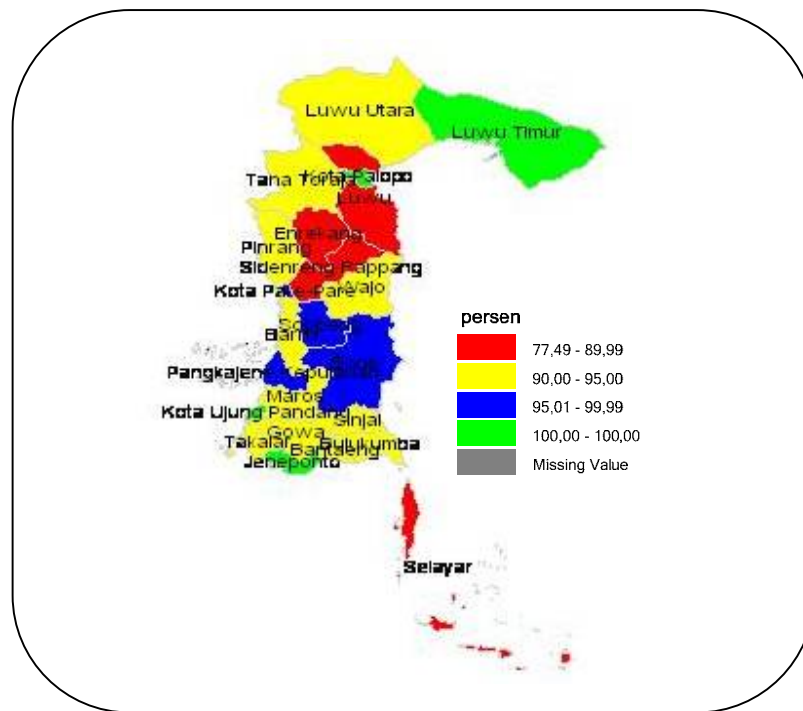 Luwu Utara
Luwu Timur
Kota Palopo
Tana Toraja
Luwu
Enrekang
Pinrang
Sidenreng Rappang
Kota Pare-Pare
Wajo
Soppeng
Barru
Bone
Pangkajene Kepulauan
Maros
Kota Ujung Pandang
Sinjai
Gowa
Takalar
Bulukumba
Bantaeng
Jeneponto
Selayar
persen
77,49 - 89,99
90,00 - 95,00
95,01 - 99,99
100,00 - 100,00
Missing Value